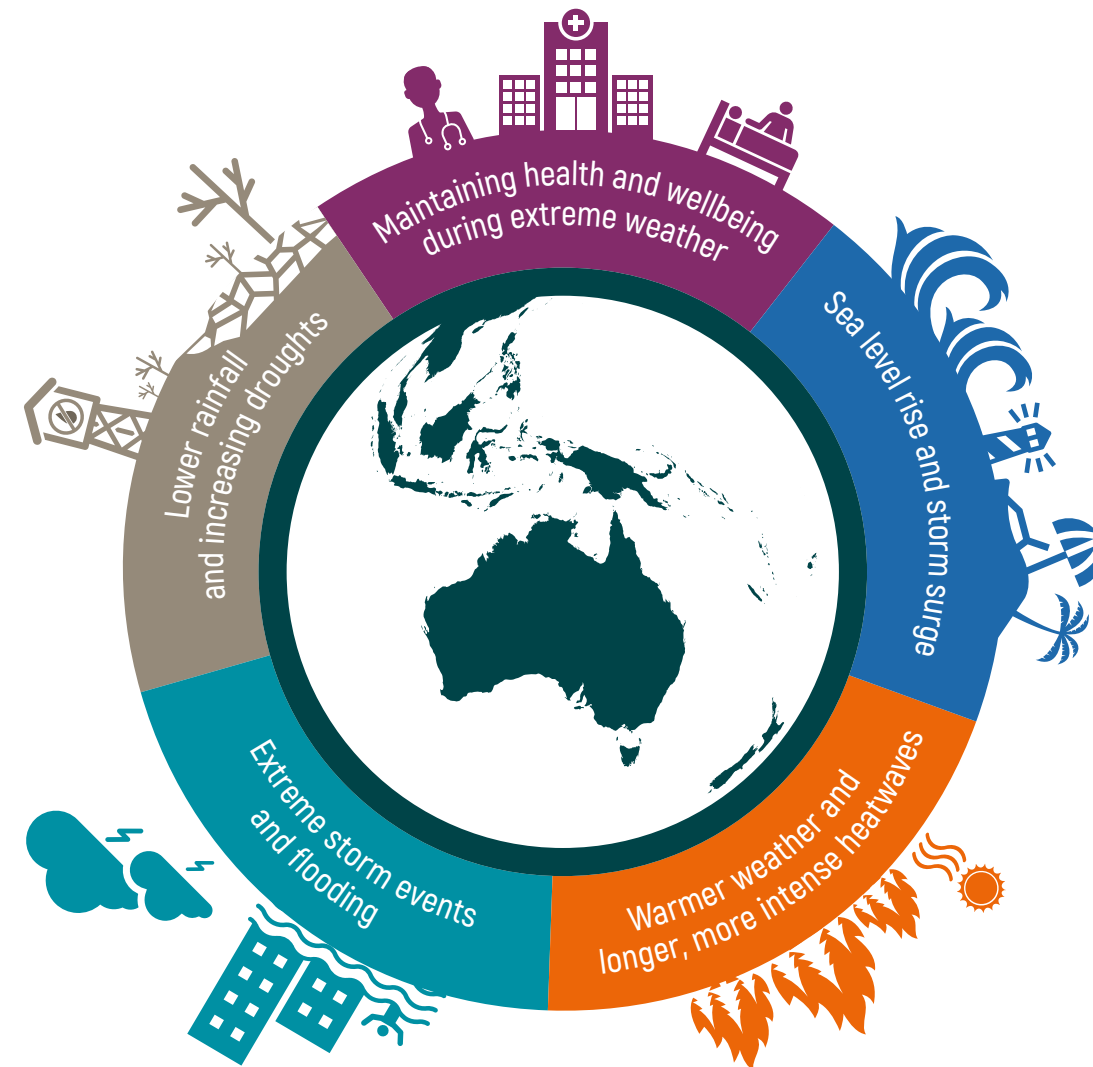 Maintaining health and wellbeing
during extreme weather
Sea level rise and storm surge
Warmer weather and
longer, more intense heatwaves
Extreme storm events
and flooding
Lower rainfall
and increasing droughts